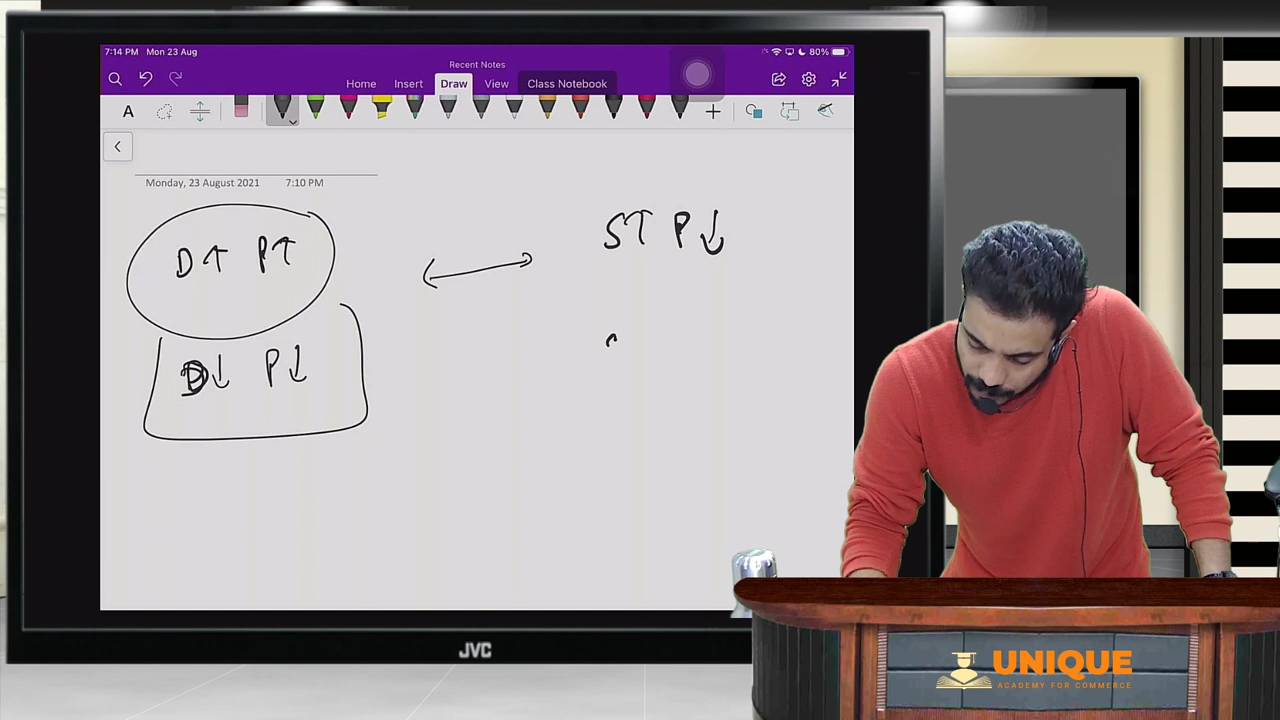 7:14 PM Mon 23 Aug
80%
Recent Notes
Home Insert Draw View Class Notebook
A
Monday, 23 August 2021 7:10 PM
D↑ P↑
S↑ P↓
D↓ P↓
JVC
UNIQUE
ACADEMY FOR COMMERCE